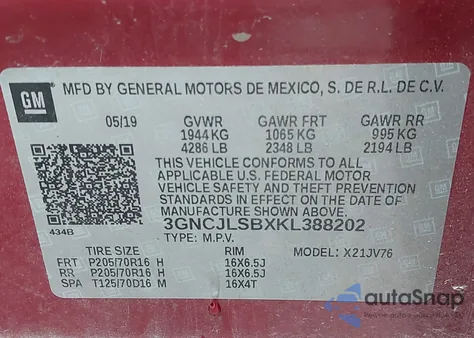 GM MFD BY GENERAL MOTORS DE MEXICO, S. DE R.L. DE C.V.
05/19 GVWR GAWR FRT GAWR RR
1944 KG 1065 KG 995 KG
4286 LB 2348 LB 2194 LB
THIS VEHICLE CONFORMS TO ALL
APPLICABLE U.S. FEDERAL MOTOR
VEHICLE SAFETY AND THEFT PREVENTION
STANDARDS IN EFFECT ON THE DATE OF
MANUFACTURE SHOWN ABOVE.
3GNCJLSBXKL388202
434B TYPE: M.P.V. MODEL: X21JV76
TIRE SIZE RIM
FRT P205/70R16 H 16X6.5J
RR P205/70R16 H 16X6.5J
SPA T125/70D16 M 16X4T
autoSnap